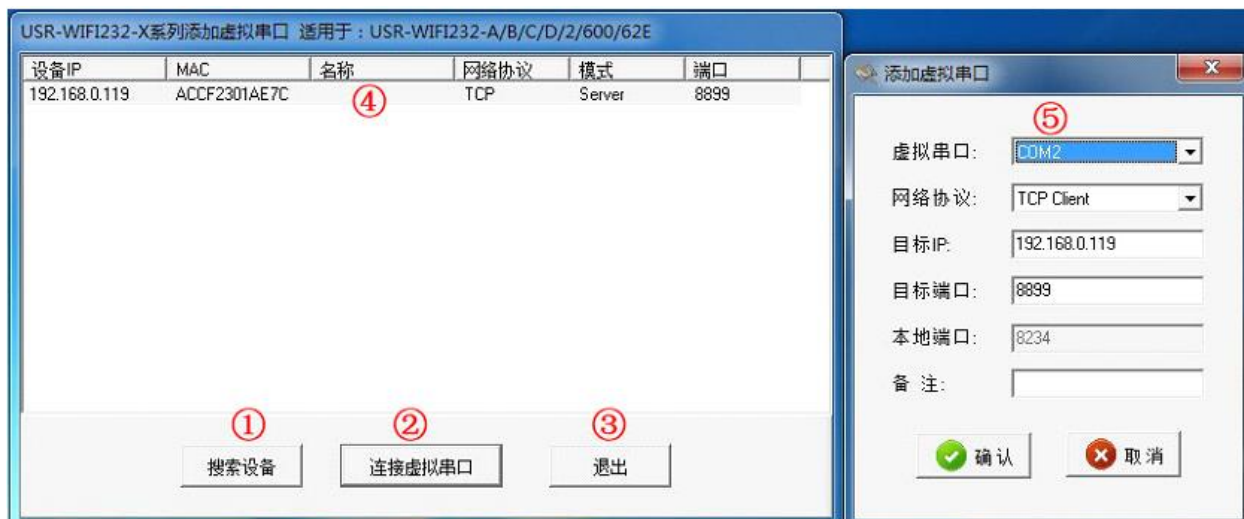 USR-WIFI232-X系列添加虚拟串口 适用于：USR-WIFI232-A/B/C/D/2/600/62E
设备IP MAC 名称 网络协议 模式 端口
192.168.0.119 ACCF2301AE7C ④ TCP Server 8899
① ② ③
搜索设备 连接虚拟串口 退出
添加虚拟串口
⑤
虚拟串口: COM2
网络协议: TCP Client
目标IP: 192.168.0.119
目标端口: 8899
本地端口: 8234
备 注:
确认 取消